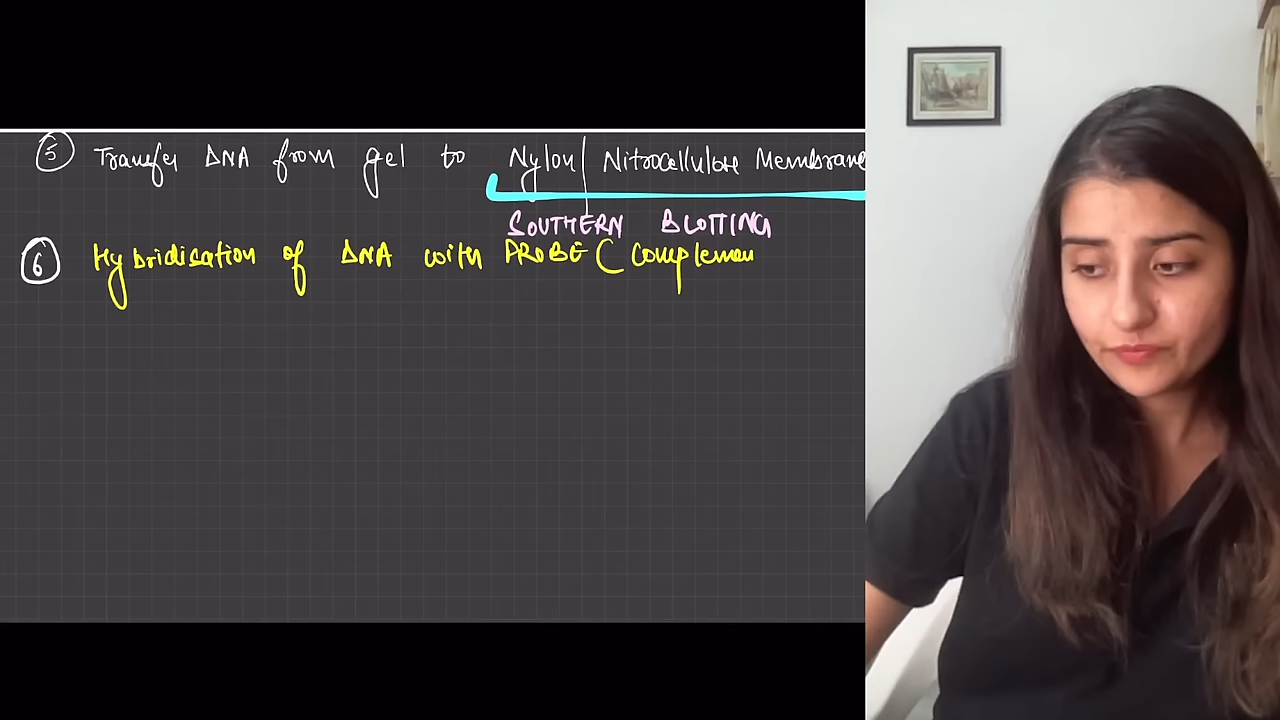 5 Transfer DNA from gel to Nylon/ Nitrocellulose Membrane
SOUTHERN BLOTTING
6 Hybridisation of DNA with PROBE ( Complemen